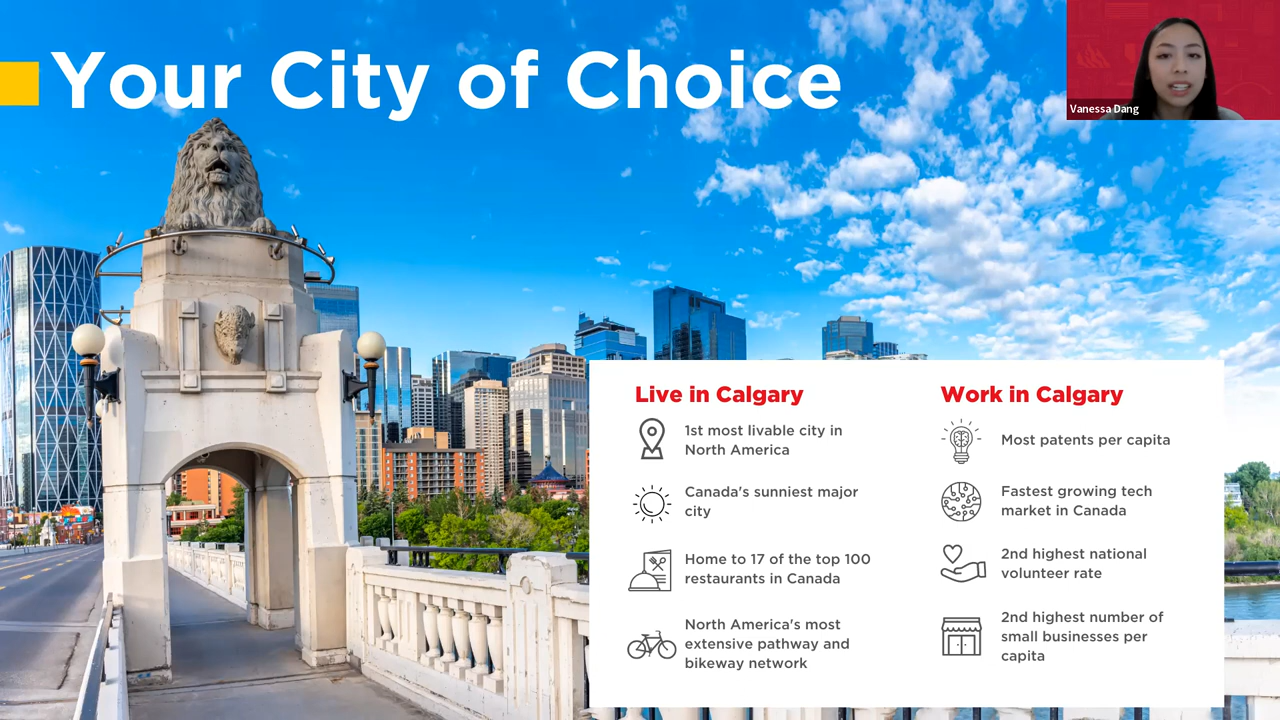 Your City of Choice
Vanessa Dang
Live in Calgary
1st most livable city in
North America
Canada's sunniest major
city
Home to 17 of the top 100
restaurants in Canada
North America's most
extensive pathway and
bikeway network
Work in Calgary
Most patents per capita
Fastest growing tech
market in Canada
2nd highest national
volunteer rate
2nd highest number of
small businesses per
capita